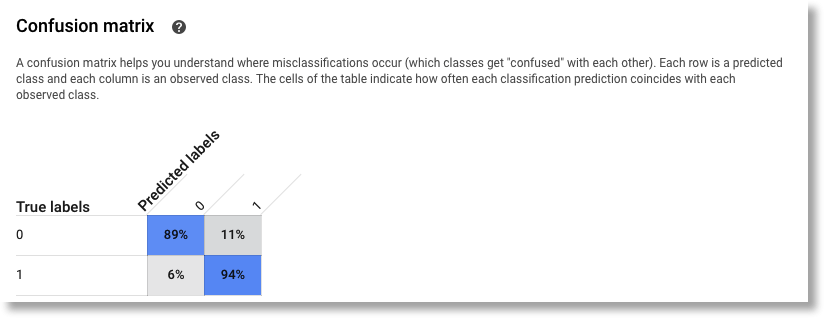 Confusion matrix ?
A confusion matrix helps you understand where misclassifications occur (which classes get "confused" with each other). Each row is a predicted
class and each column is an observed class. The cells of the table indicate how often each classification prediction coincides with each
observed class.
Predicted labels
True labels 0 1
0 89% 11%
1 6% 94%